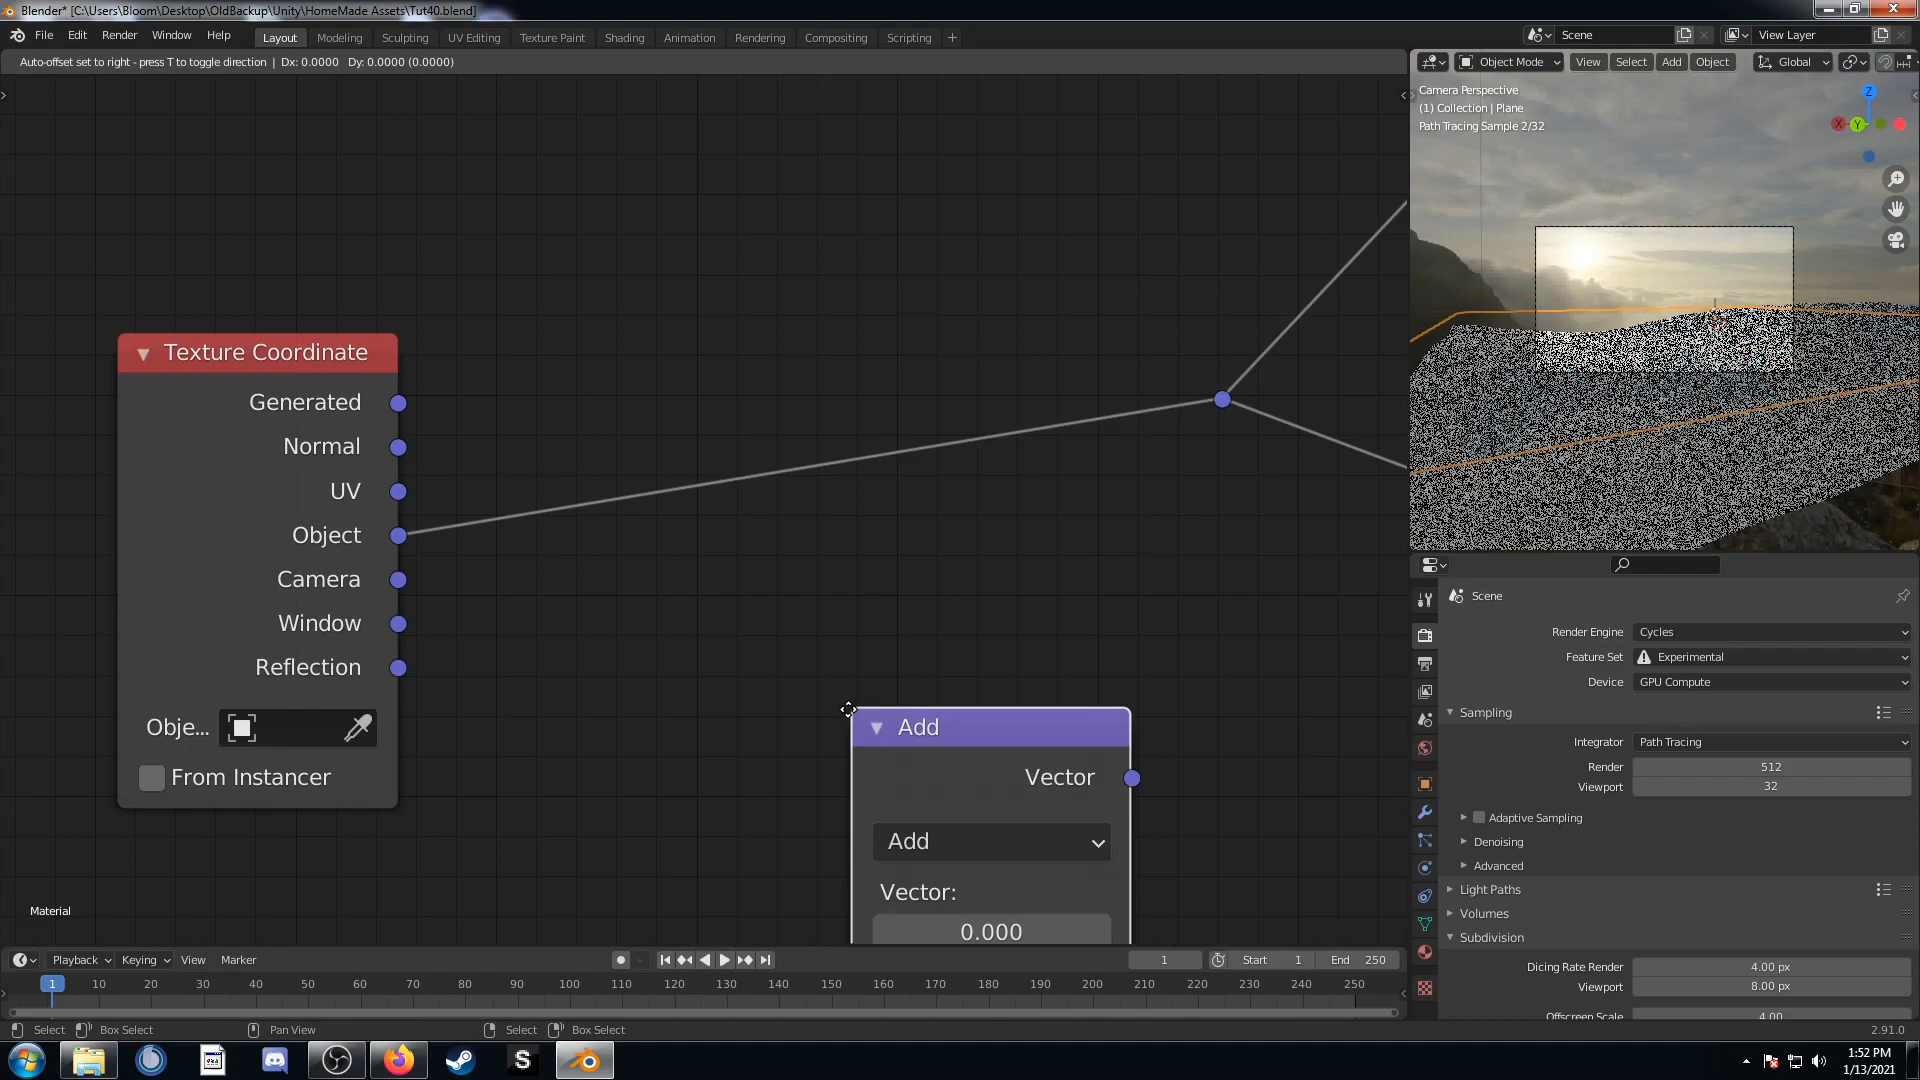 Blender* [C:\Users\Bloom\Desktop\OldBackup\Unity\HomeMade Assets\Tut40.blend]
File Edit Render Window Help
Layout Modeling Sculpting UV Editing Texture Paint Shading Animation Rendering Compositing Scripting +
Scene
View Layer
Auto-offset set to right - press T to toggle direction | Dx: 0.0000 Dy: 0.0000 (0.0000)
Object Mode View Select Add Object Global
Camera Perspective
(1) Collection | Plane
Path Tracing Sample 2/32
Z
X
Y
Texture Coordinate
Generated
Normal
UV
Object
Camera
Window
Reflection
Obje...
From Instancer
Add
Vector
Add
Vector:
0.000
Material
Scene
Render Engine Cycles
Feature Set Experimental
Device GPU Compute
Sampling
Integrator Path Tracing
Render 512
Viewport 32
Adaptive Sampling
Denoising
Advanced
Light Paths
Volumes
Subdivision
Dicing Rate Render 4.00 px
Viewport 8.00 px
Offscreen Scale 4.00
Playback Keying View Marker
1
Start 1
End 250
1 10 20 30 40 50 60 70 80 90 100 110 120 130 140 150 160 170 180 190 200 210 220 230 240 250
Select Box Select Pan View Select Box Select
2.91.0
S
1:52 PM
1/13/2021